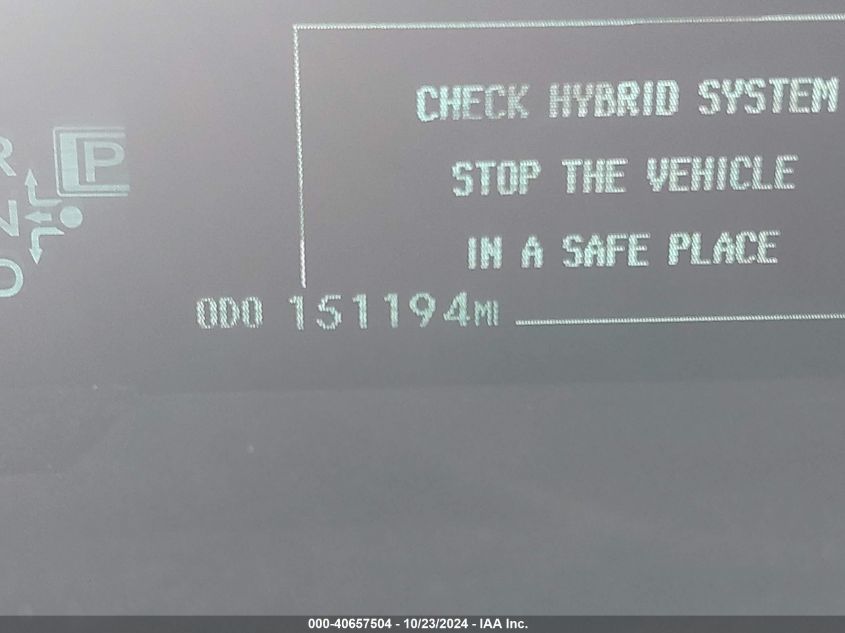 CHECK HYBRID SYSTEM
STOP THE VEHICLE
IN A SAFE PLACE
R
P
N
D
ODO 151194MI
000-40657504 - 10/23/2024 - IAA Inc.